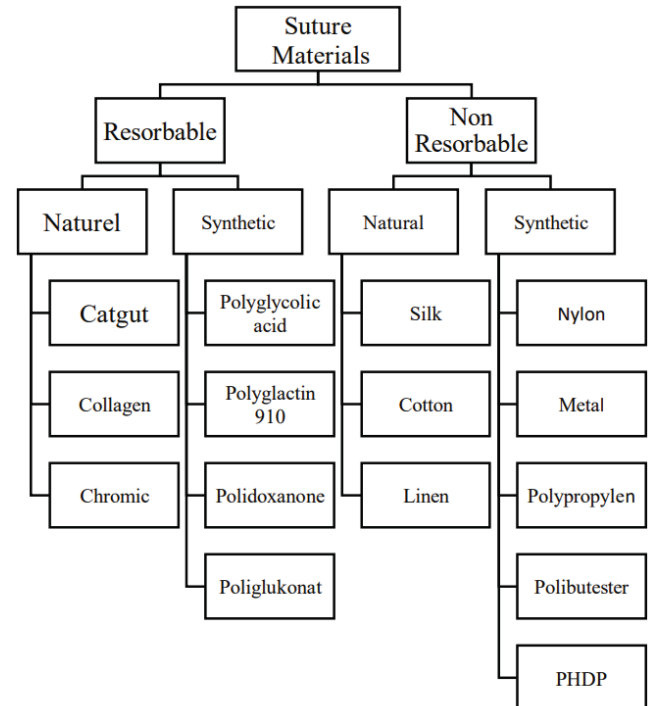 Suture
Materials
Resorbable
Non
Resorbable
Naturel
Synthetic
Natural
Synthetic
Catgut
Polyglycolic
acid
Silk
Nylon
Collagen
Polyglactin
910
Cotton
Metal
Chromic
Polidoxanone
Linen
Polypropylen
Poliglukonat
Polibutester
PHDP